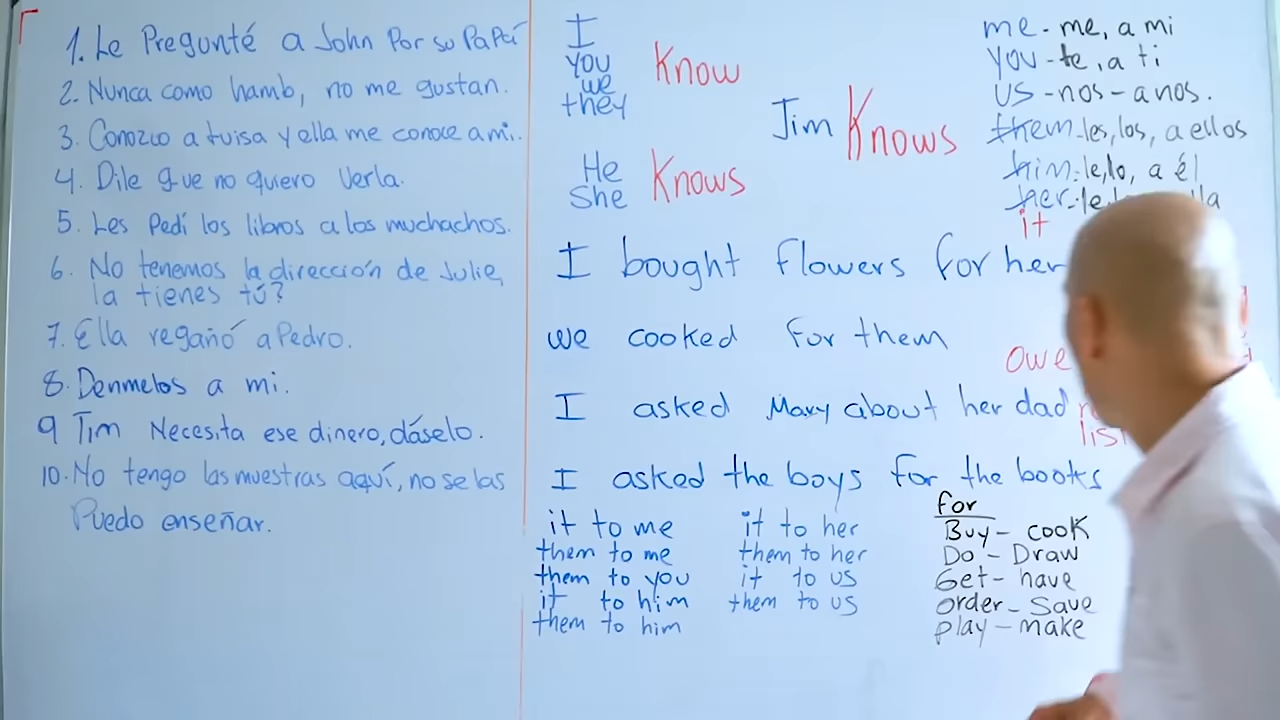 1. Le Pregunté a John Por su Papá
2. Nunca como hamb, no me gustan.
3. Conozco a Luisa y ella me conoce a mi.
4. Dile que no quiero verla.
5. Les Pedí los libros a los muchachos.
6. No tenemos la dirección de Julie,
la tienes tú?
7. Ella regañó a Pedro.
8. Denmelos a mi.
9 Tim Necesita ese dinero, dáselo.
10. No tengo las muestras aquí, no se las
Puedo enseñar.
I
you
we
they
Know
He
She
Knows
Jim Knows
me - me, a mi
you - te, a ti
us - nos - a nos.
them - les, los, a ellos
him - le, lo, a él
her - le
it
I bought flowers for her
we cooked for them
owe
I asked Mary about her dad
I asked the boys for the books
it to me
them to me
them to you
it to him
them to him
it to her
them to her
it to us
them to us
for
Buy - cook
Do - Draw
Get - have
order - save
play - make